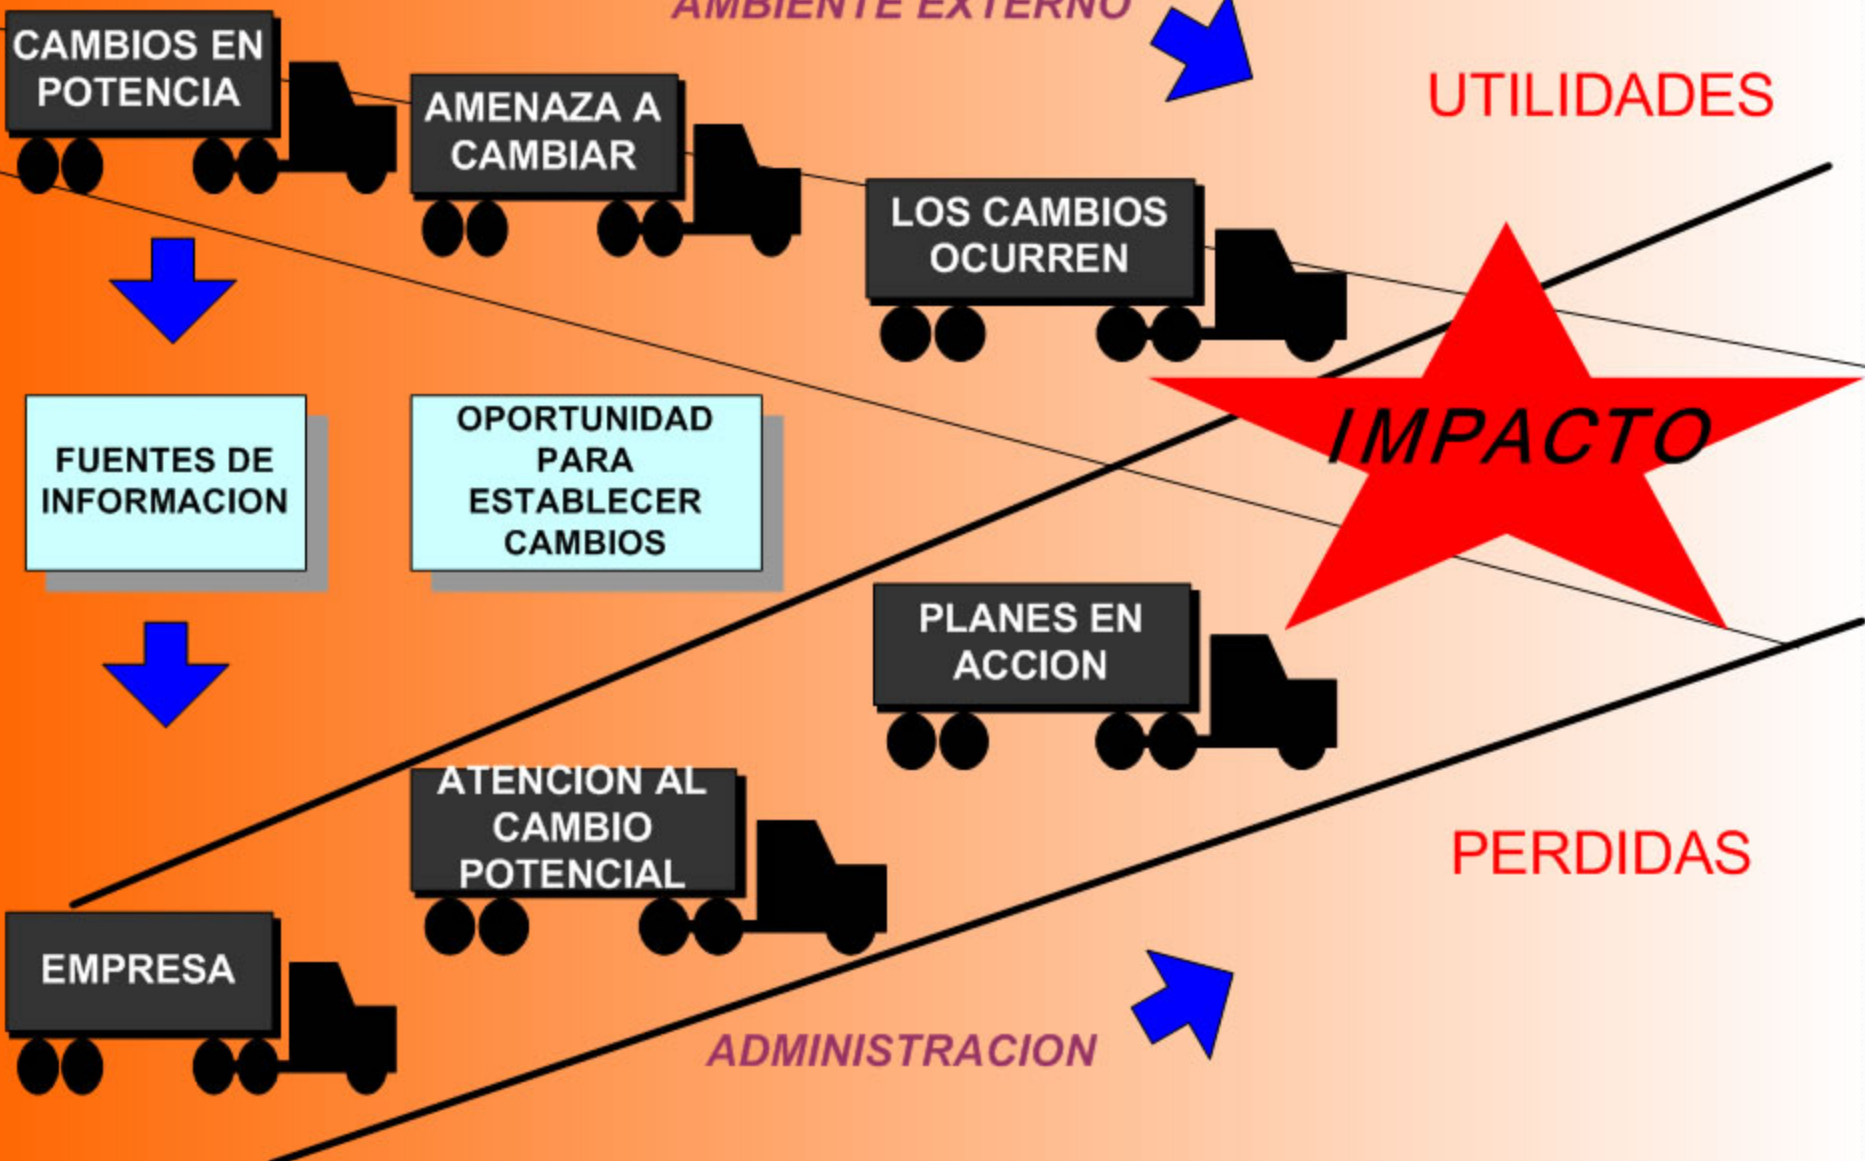 AMBIENTE EXTERNO
CAMBIOS EN
POTENCIA
AMENAZA A
CAMBIAR
UTILIDADES
LOS CAMBIOS
OCURREN
FUENTES DE
INFORMACION
OPORTUNIDAD
PARA
ESTABLECER
CAMBIOS
IMPACTO
PLANES EN
ACCION
ATENCION AL
CAMBIO
POTENCIAL
PERDIDAS
EMPRESA
ADMINISTRACION